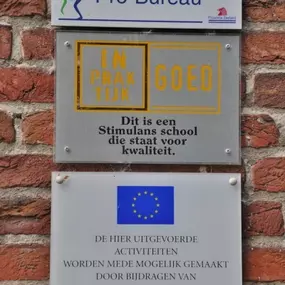 Pro Bureau
IN
PRAK
TIJK
GOED
Dit is een
Stimulans school
die staat voor
kwaliteit.
DE HIER UITGEVOERDE
ACTIVITEITEN
WORDEN MEDE MOGELIJK GEMAAKT
DOOR BIJDRAGEN VAN